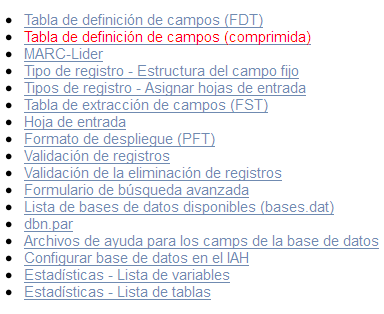 Tabla de definición de campos (FDT)
Tabla de definición de campos (comprimida)
MARC-Lider
Tipo de registro - Estructura del campo fijo
Tipos de registro - Asignar hojas de entrada
Tabla de extracción de campos (FST)
Hoja de entrada
Formato de despliegue (PFT)
Validación de registros
Validación de la eliminación de registros
Formulario de búsqueda avanzada
Lista de bases de datos disponibles (bases.dat)
dbn.par
Archivos de ayuda para los camps de la base de datos
Configurar base de datos en el IAH
Estadísticas - Lista de variables
Estadísticas - Lista de tablas